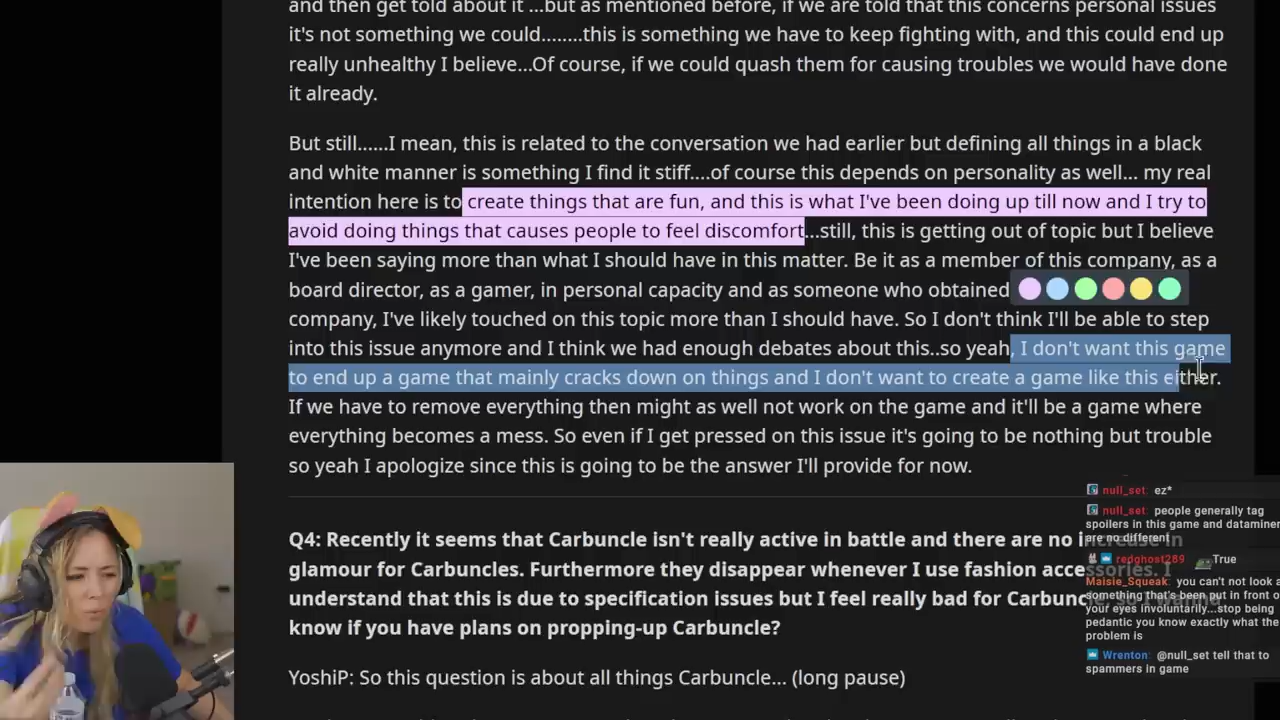 and then get told about it ...but as mentioned before, if we are told that this concerns personal issues
it's not something we could........this is something we have to keep fighting with, and this could end up
really unhealthy I believe...Of course, if we could quash them for causing troubles we would have done
it already.
But still......I mean, this is related to the conversation we had earlier but defining all things in a black
and white manner is something I find it stiff....of course this depends on personality as well... my real
intention here is to create things that are fun, and this is what I've been doing up till now and I try to
avoid doing things that causes people to feel discomfort...still, this is getting out of topic but I believe
I've been saying more than what I should have in this matter. Be it as a member of this company, as a
board director, as a gamer, in personal capacity and as someone who obtained
company, I've likely touched on this topic more than I should have. So I don't think I'll be able to step
into this issue anymore and I think we had enough debates about this..so yeah, I don't want this game
to end up a game that mainly cracks down on things and I don't want to create a game like this either.
If we have to remove everything then might as well not work on the game and it'll be a game where
everything becomes a mess. So even if I get pressed on this issue it's going to be nothing but trouble
so yeah I apologize since this is going to be the answer I'll provide for now.
Q4: Recently it seems that Carbuncle isn't really active in battle and there are no increase in
glamour for Carbuncles. Furthermore they disappear whenever I use fashion accessories. I
understand that this is due to specification issues but I feel really bad for Carbuncle, so I wanna
know if you have plans on propping-up Carbuncle?
YoshiP: So this question is about all things Carbuncle... (long pause)
null_set: ez*
null_set: people generally tag
spoilers in this game and dataminer
are no different
redghost289 True
Maisie_Squeak: you can't not look a
something that's been put in front o
your eyes involuntarily...stop being
pedantic you know exactly what the
problem is
Wrenton: @null_set tell that to
spammers in game